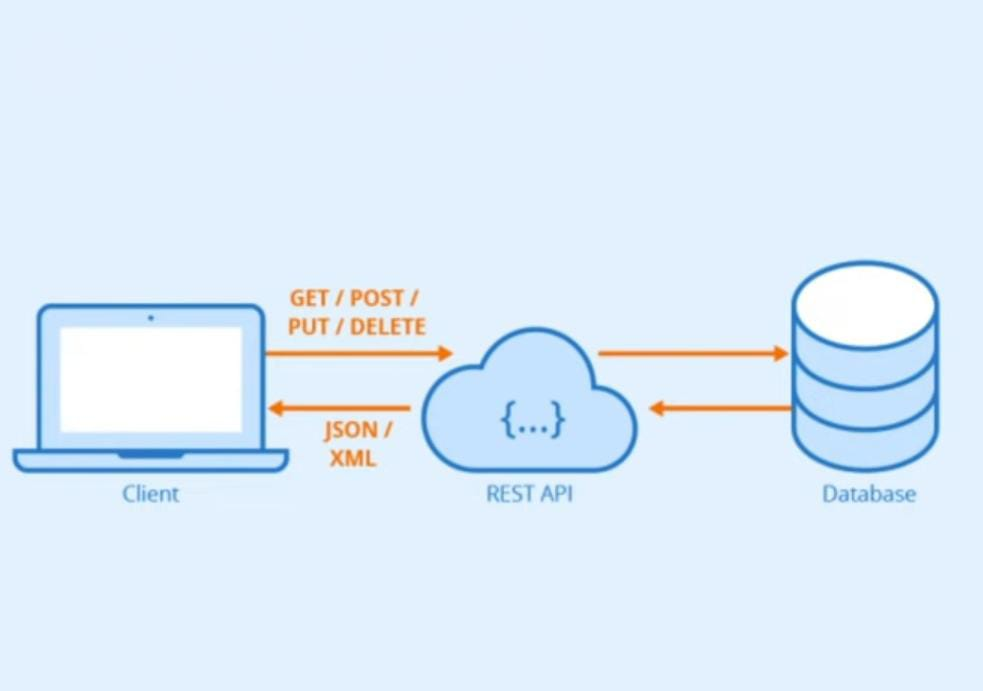 GET / POST /
PUT / DELETE
JSON /
XML
{...}
Client
REST API
Database